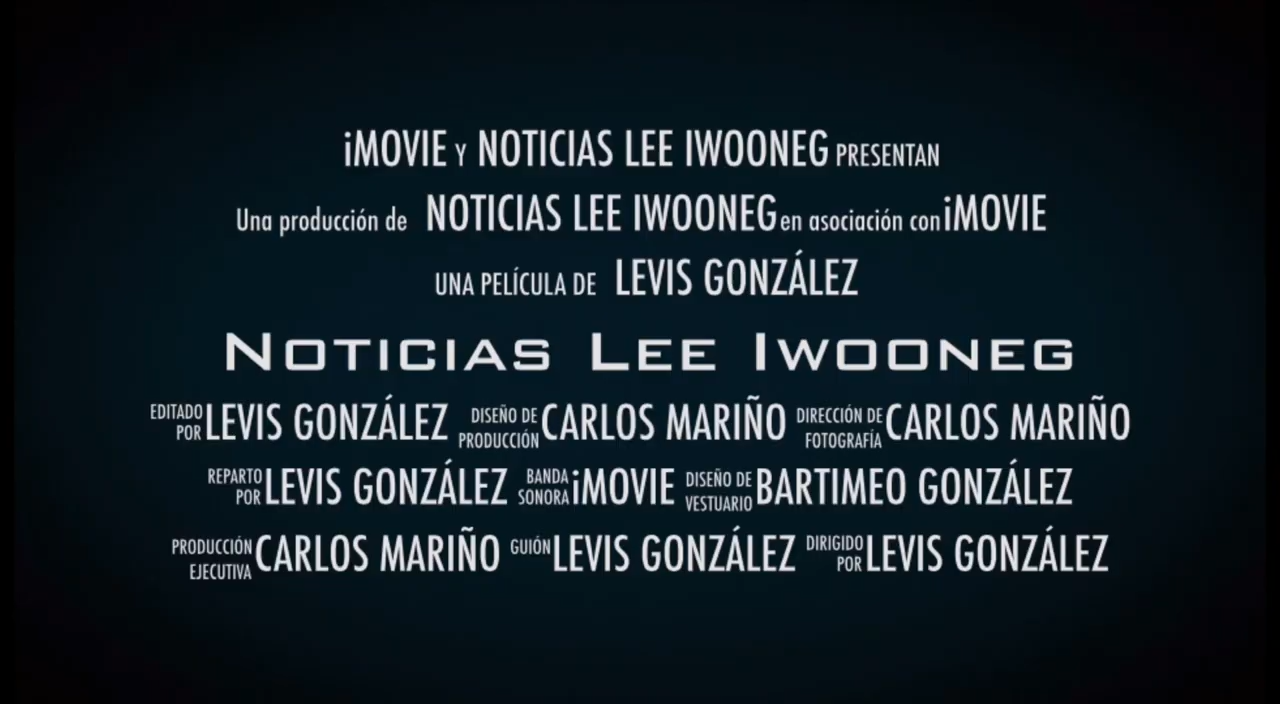 iMOVIE Y NOTICIAS LEE IWOONEG PRESENTAN
Una producción de NOTICIAS LEE IWOONEG en asociación con iMOVIE
UNA PELÍCULA DE LEVIS GONZÁLEZ
NOTICIAS LEE IWOONEG
EDITADO POR LEVIS GONZÁLEZ DISEÑO DE PRODUCCIÓN CARLOS MARIÑO DIRECCIÓN DE FOTOGRAFÍA CARLOS MARIÑO
REPARTO POR LEVIS GONZÁLEZ BANDA SONORA iMOVIE DISEÑO DE VESTUARIO BARTIMEO GONZÁLEZ
PRODUCCIÓN EJECUTIVA CARLOS MARIÑO GUIÓN LEVIS GONZÁLEZ DIRIGIDO POR LEVIS GONZÁLEZ